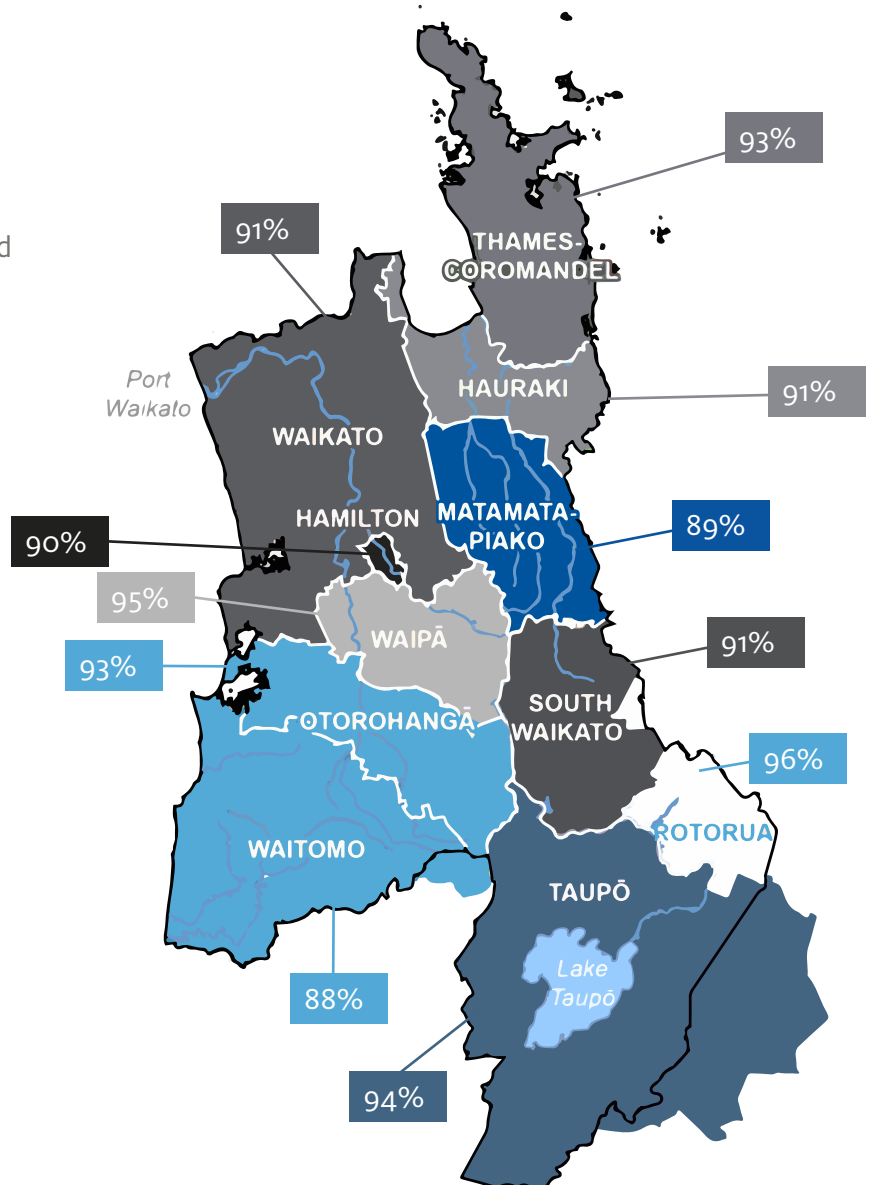 93%
91%
d
THAMES-
COROMANDEL
Port
Waikato
HAURAKI
91%
WAIKATO
HAMILTON
MATAMATA-
PIAKO
89%
90%
95%
WAIPĀ
91%
93%
SOUTH
WAIKATO
OTOROHANGĀ
96%
ROTORUA
WAITOMO
TAUPŌ
Lake
Taupō
88%
94%